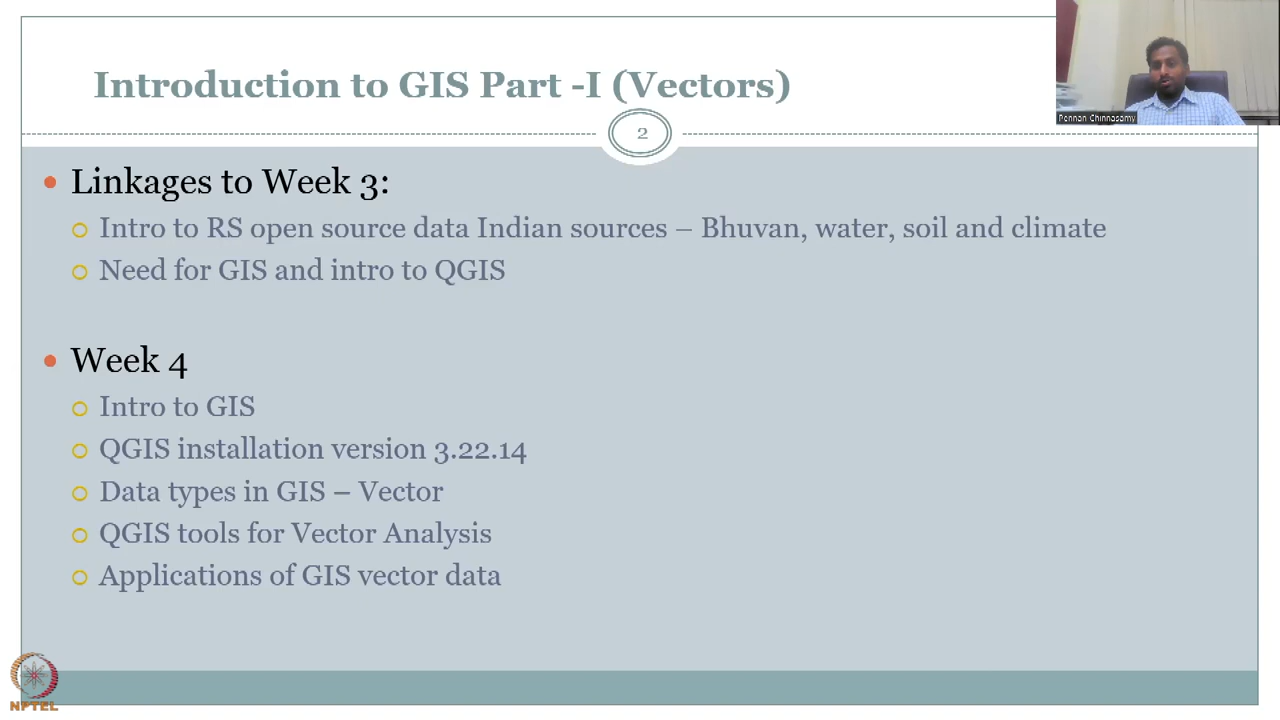 Introduction to GIS Part -I (Vectors)
Pennan Chinnasamy
2
Linkages to Week 3:
Intro to RS open source data Indian sources – Bhuvan, water, soil and climate
Need for GIS and intro to QGIS
Week 4
Intro to GIS
QGIS installation version 3.22.14
Data types in GIS – Vector
QGIS tools for Vector Analysis
Applications of GIS vector data
NPTEL